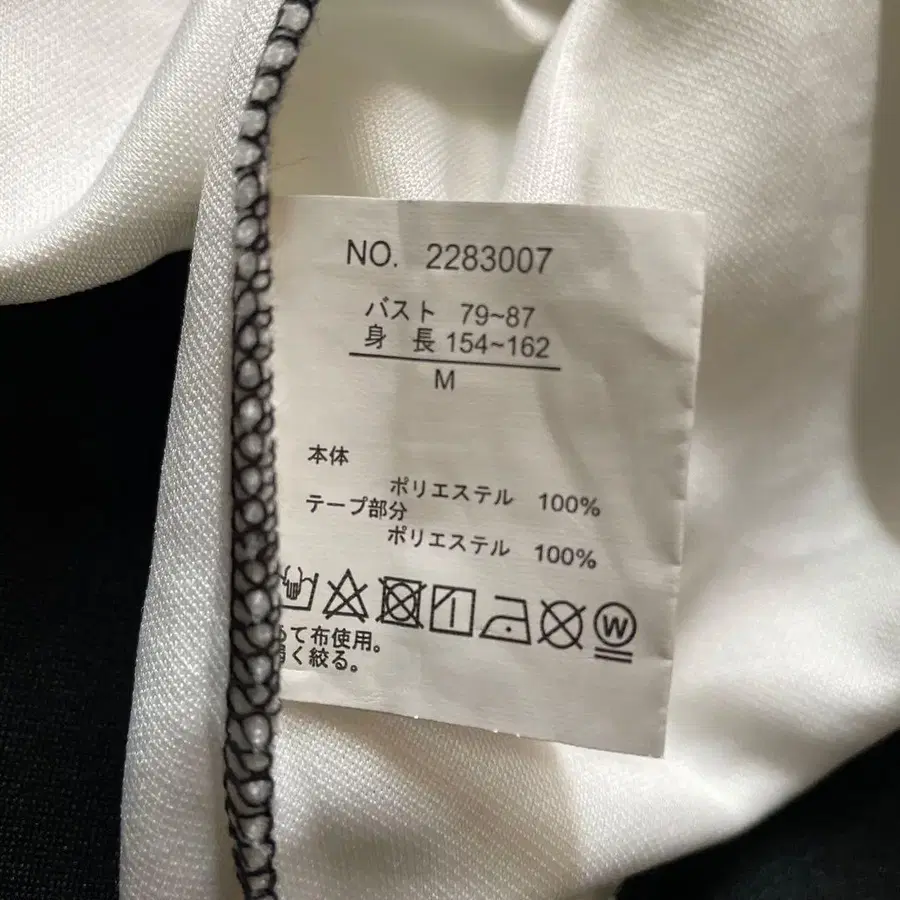 NO. 2283007
バスト 79~87
身 長 154~162
M
本体
ポリエステル 100%
テープ部分
ポリエステル 100%
W
て布使用。
く絞る。